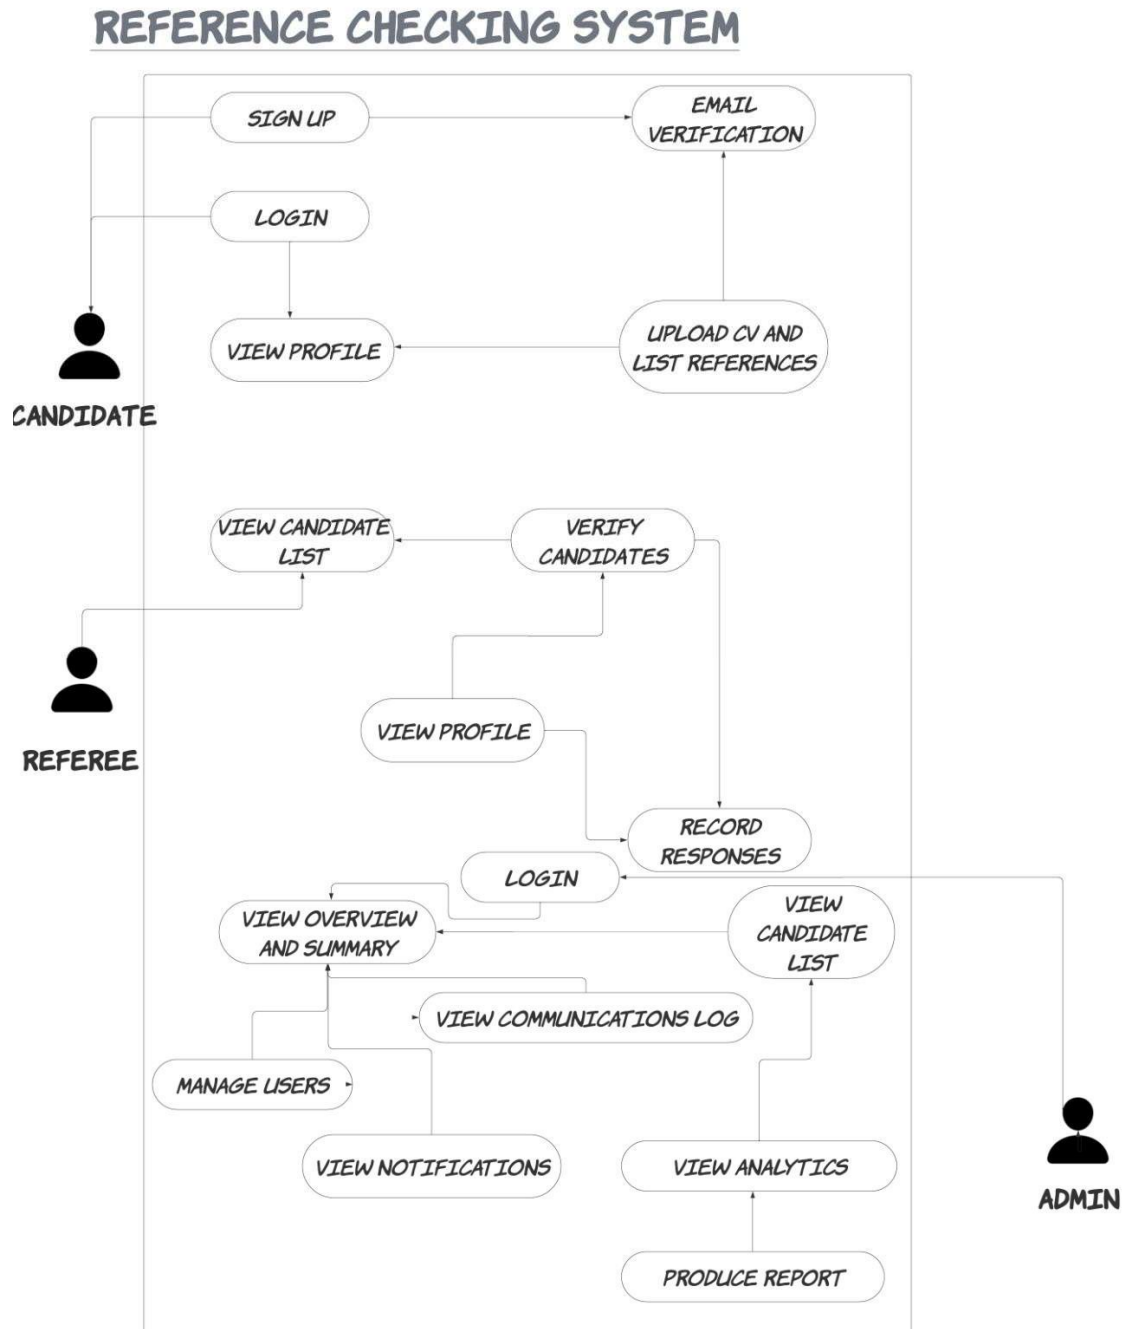 REFERENCE CHECKING SYSTEM
SIGN UP
EMAIL
VERIFICATION
LOGIN
VIEW PROFILE
UPLOAD CV AND
LIST REFERENCES
CANDIDATE
VIEW CANDIDATE
LIST
VERIFY
CANDIDATES
VIEW PROFILE
REFEREE
RECORD
RESPONSES
LOGIN
VIEW OVERVIEW
AND SUMMARY
VIEW
CANDIDATE
LIST
VIEW COMMUNICATIONS LOG
MANAGE USERS
VIEW NOTIFICATIONS
VIEW ANALYTICS
ADMIN
PRODUCE REPORT